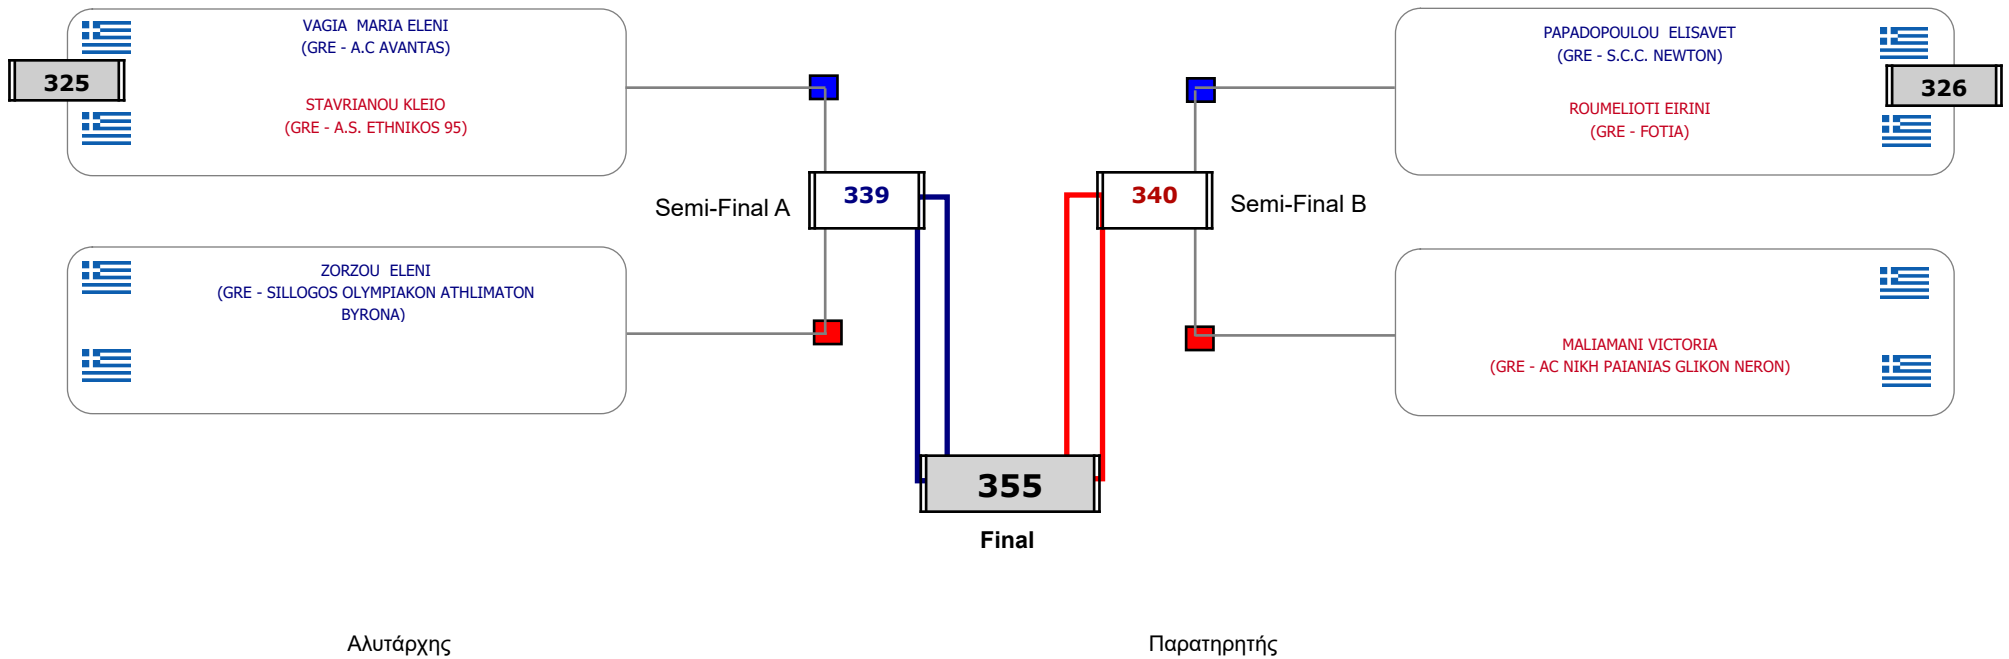 VAGIA MARIA ELENI
(GRE - A.C AVANTAS)
325
STAVRIANOU KLEIO
(GRE - A.S. ETHNIKOS 95)
PAPADOPOULOU ELISAVET
(GRE - S.C.C. NEWTON)
326
ROUMELIOTI EIRINI
(GRE - FOTIA)
Semi-Final A
339
340
Semi-Final B
ZORZOU ELENI
(GRE - SILLOGOS OLYMPIAKON ATHLIMATON
BYRONA)
MALIAMANI VICTORIA
(GRE - AC NIKH PAIANIAS GLIKON NERON)
355
Final
Αλυτάρχης
Παρατηρητής